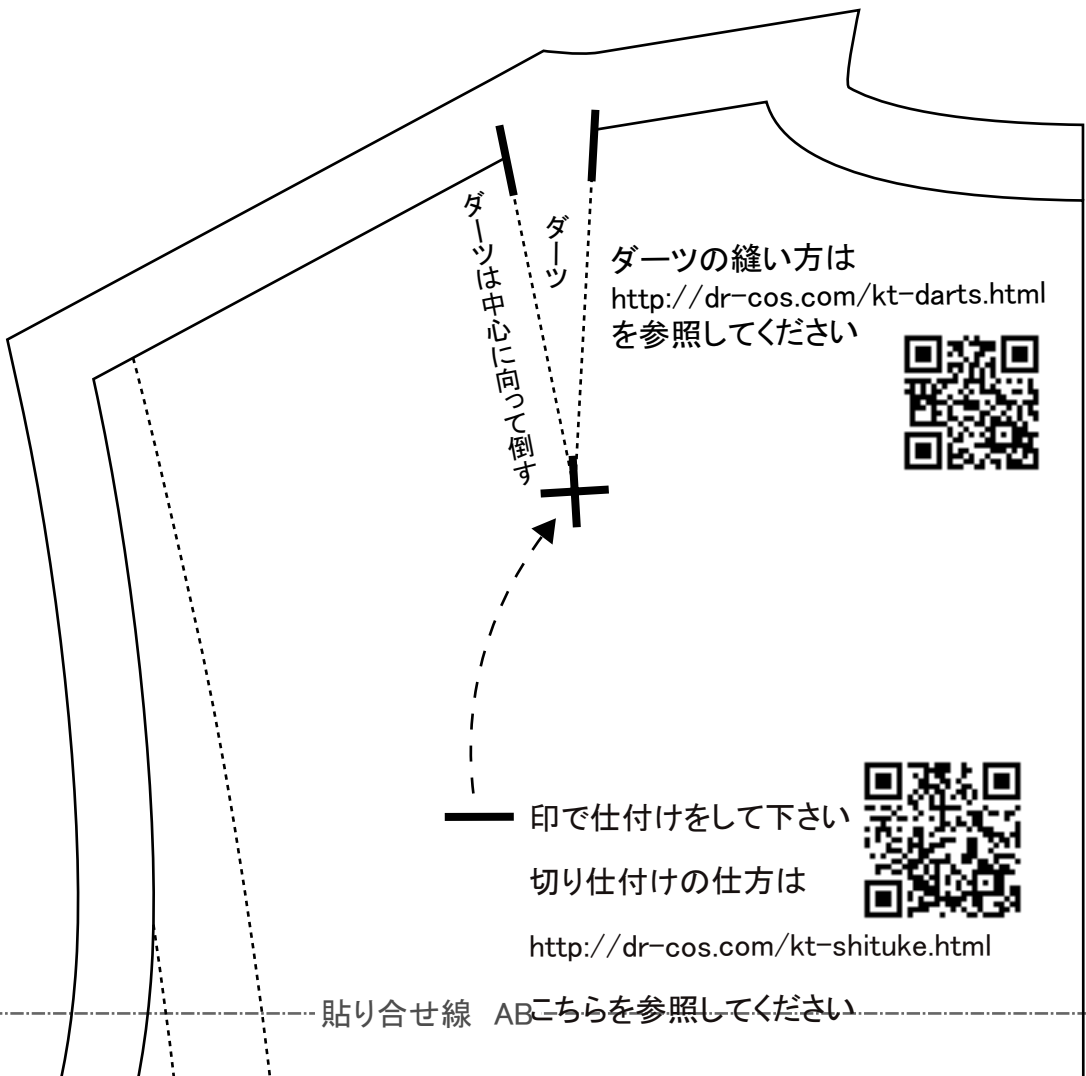 ダーツは中心に向って倒す
ダーツ
ダーツの縫い方は
http://dr-cos.com/kt-darts.html
を参照してください
印で仕付けをして下さい
切り仕付けの仕方は
http://dr-cos.com/kt-shituke.html
貼り合せ線 AB
こちらを参照してください